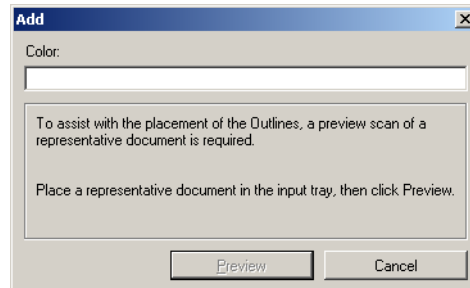 Add
Color:
To assist with the placement of the Outlines, a preview scan of a
representative document is required.
Place a representative document in the input tray, then click Preview.
Preview
Cancel